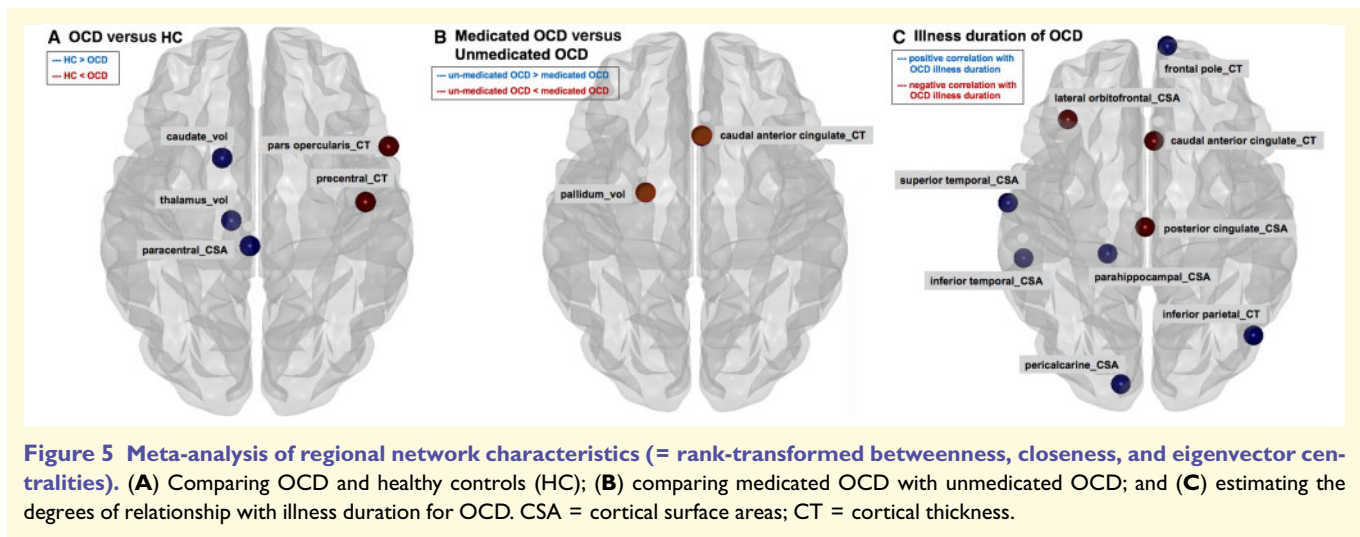 A OCD versus HC
--- HC > OCD
--- HC < OCD
caudate_vol
pars opercularis_CT
precentral_CT
thalamus_vol
paracentral_CSA
B Medicated OCD versus
Unmedicated OCD
--- un-medicated OCD > medicated OCD
--- un-medicated OCD < medicated OCD
caudal anterior cingulate_CT
pallidum_vol
C Illness duration of OCD
--- positive correlation with
OCD illness duration
--- negative correlation with
OCD illness duration
frontal pole_CT
lateral orbitofrontal_CSA
caudal anterior cingulate_CT
superior temporal_CSA
posterior cingulate_CSA
inferior temporal_CSA
parahippocampal_CSA
inferior parietal_CT
pericalcarine_CSA
Figure 5 Meta-analysis of regional network characteristics (= rank-transformed betweenness, closeness, and eigenvector cen-
tralities). (A) Comparing OCD and healthy controls (HC); (B) comparing medicated OCD with unmedicated OCD; and (C) estimating the
degrees of relationship with illness duration for OCD. CSA = cortical surface areas; CT = cortical thickness.